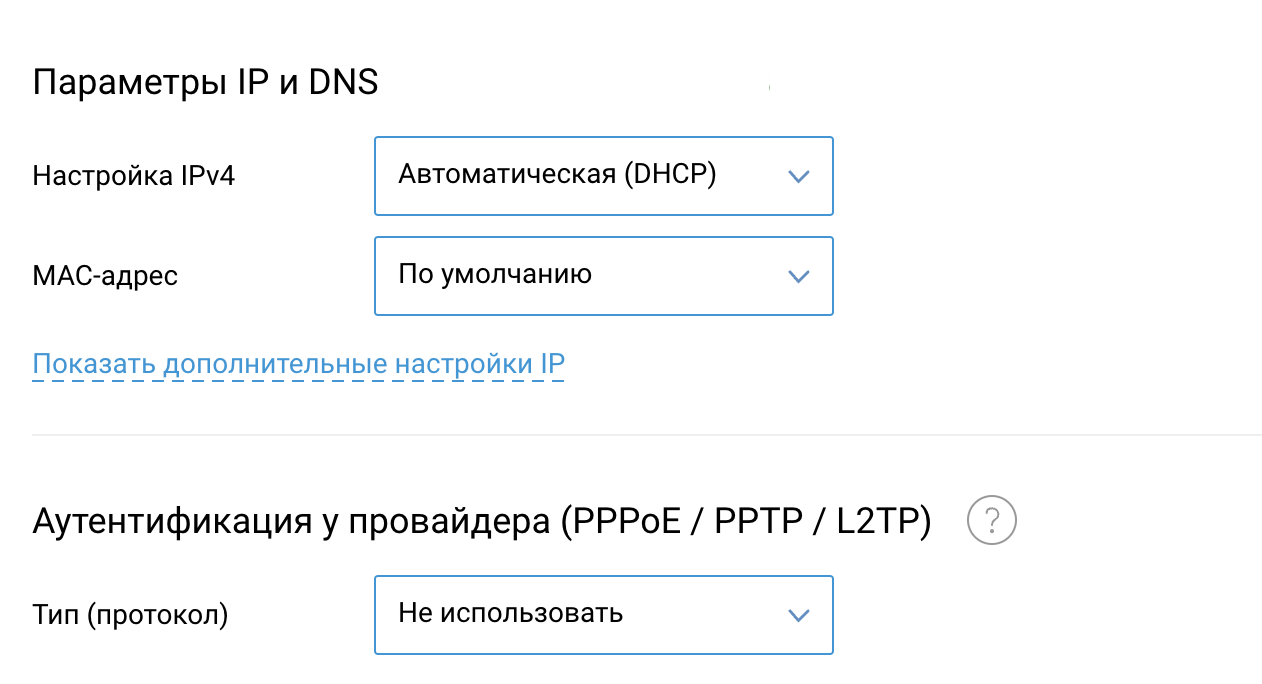 Параметры IP и DNS
Настройка IPv4
Автоматическая (DHCP)
MAC-адрес
По умолчанию
Показать дополнительные настройки IP
Аутентификация у провайдера (PPPoE / PPTP / L2TP) ?
Тип (протокол)
Не использовать